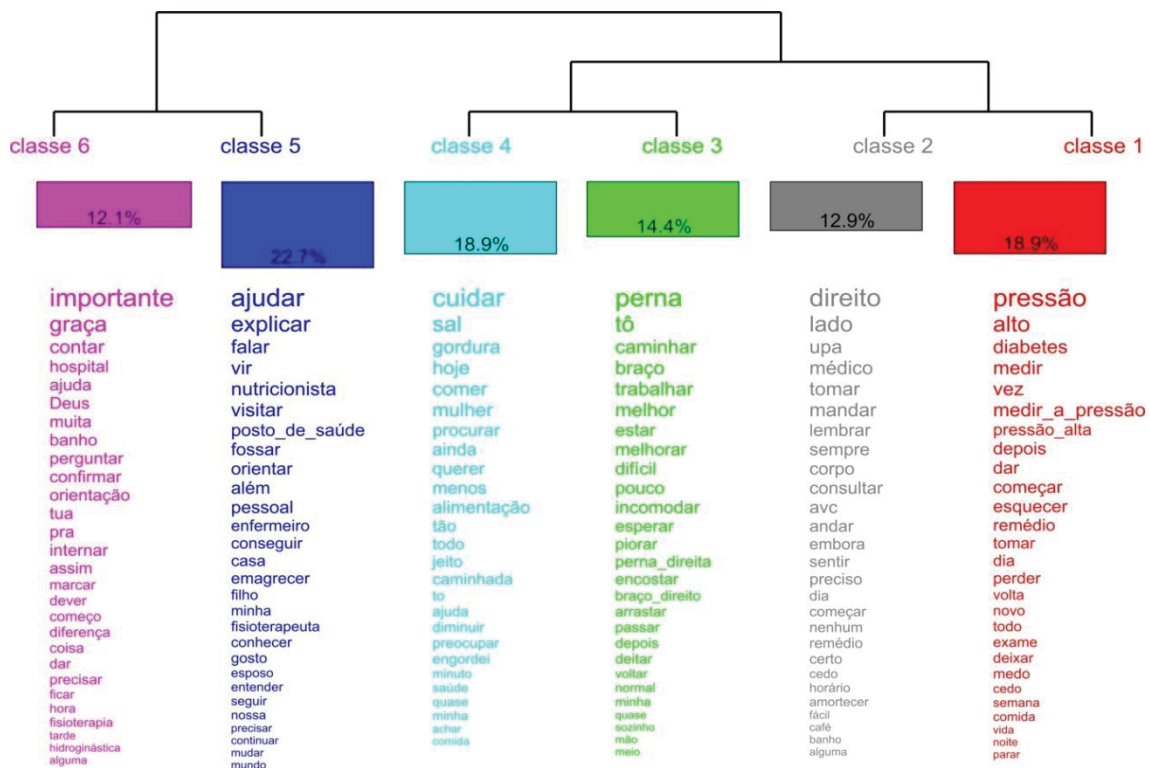 classe 6
classe 5
classe 4
classe 3
classe 2
classe 1
12.1%
22.7%
18.9%
14.4%
12.9%
18.9%
importante
graça
contar
hospital
ajuda
Deus
muita
banho
perguntar
confirmar
orientação
tua
pra
internar
assim
marcar
dever
começo
diferença
coisa
dar
precisar
ficar
hora
fisioterapia
tarde
hidroginástica
alguma
ajudar
explicar
falar
vir
nutricionista
visitar
posto_de_saúde
fossar
orientar
além
pessoal
enfermeiro
conseguir
casa
emagrecer
filho
minha
fisioterapeuta
conhecer
gosto
esposo
entender
seguir
nossa
precisar
continuar
mudar
mundo
cuidar
sal
gordura
hoje
comer
mulher
procurar
ainda
querer
menos
alimentação
tão
todo
jeito
caminhada
to
ajuda
diminuir
preocupar
engordei
minuto
saúde
quase
minha
achar
comida
perna
tô
caminhar
braço
trabalhar
melhor
estar
melhorar
difícil
pouco
incomodar
esperar
piorar
perna_direita
encostar
braço_direito
arrastar
passar
depois
deitar
voltar
normal
minha
quase
sozinho
mão
meio
direito
lado
upa
médico
tomar
mandar
lembrar
sempre
corpo
consultar
avc
andar
embora
sentir
preciso
dia
começar
nenhum
remédio
certo
cedo
horário
amortecer
fácil
café
banho
alguma
pressão
alto
diabetes
medir
vez
medir_a_pressão
pressão_alta
depois
dar
começar
esquecer
remédio
tomar
dia
perder
volta
novo
todo
exame
deixar
medo
cedo
semana
comida
vida
noite
parar